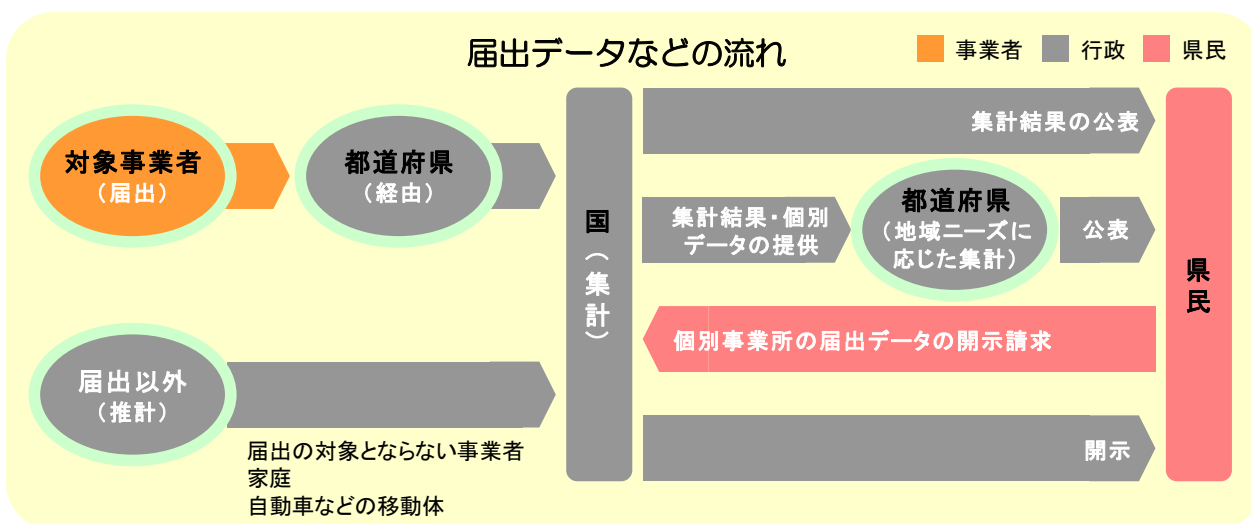 届出データなどの流れ
事業者
行政
県民
対象事業者
（届出）
都道府県
（経由）
国（集計）
集計結果の公表
集計結果・個別
データの提供
都道府県
（地域ニーズに
応じた集計）
公表
県民
個別事業所の届出データの開示請求
届出以外
（推計）
開示
届出の対象とならない事業者
家庭
自動車などの移動体